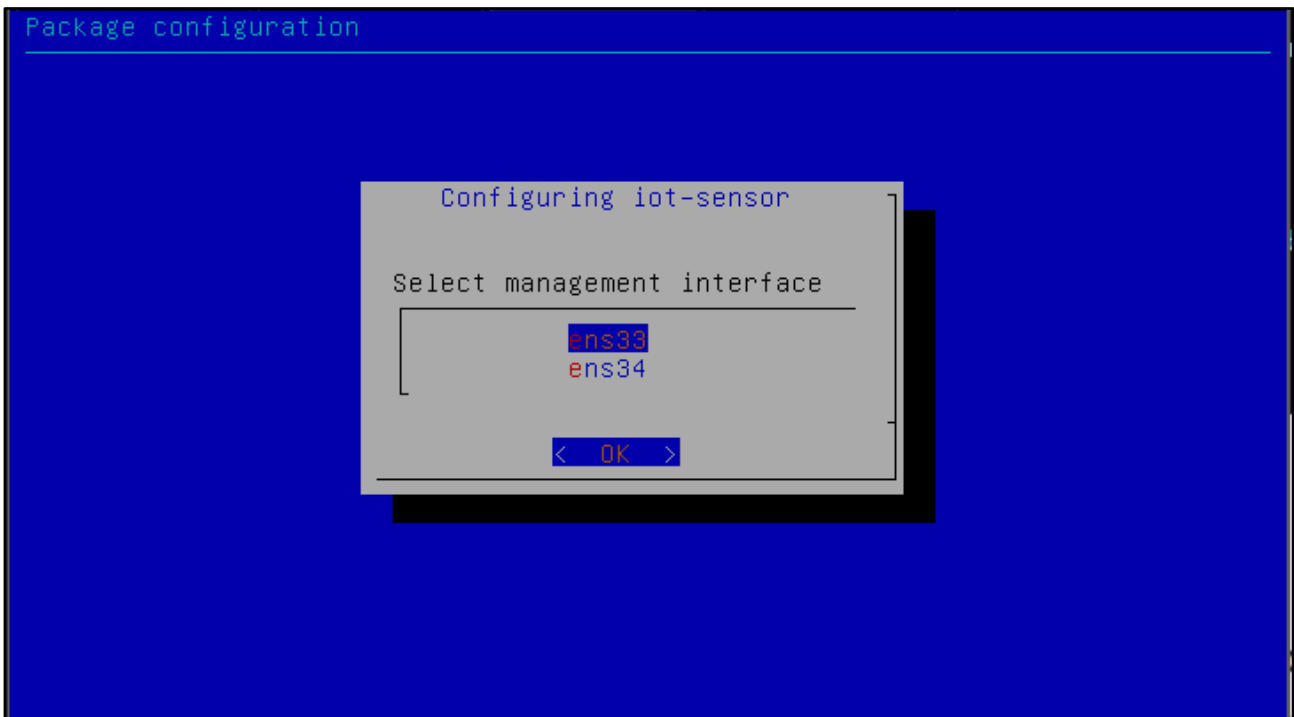 Package configuration
Configuring iot-sensor
Select management interface
ens33
ens34
< OK >